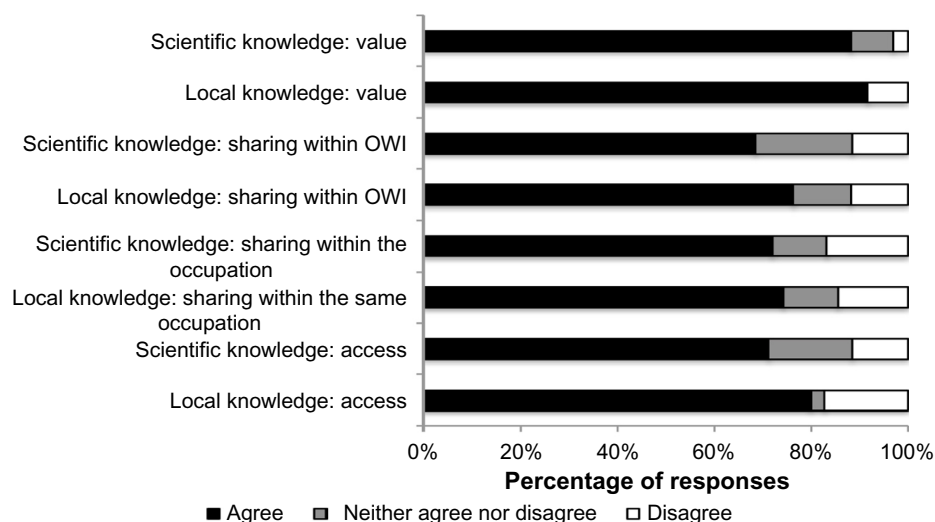 Scientific knowledge: value
Local knowledge: value
Scientific knowledge: sharing within OWI
Local knowledge: sharing within OWI
Scientific knowledge: sharing within the
occupation
Local knowledge: sharing within the same
occupation
Scientific knowledge: access
Local knowledge: access
0% 20% 40% 60% 80% 100%
Percentage of responses
Agree Neither agree nor disagree Disagree